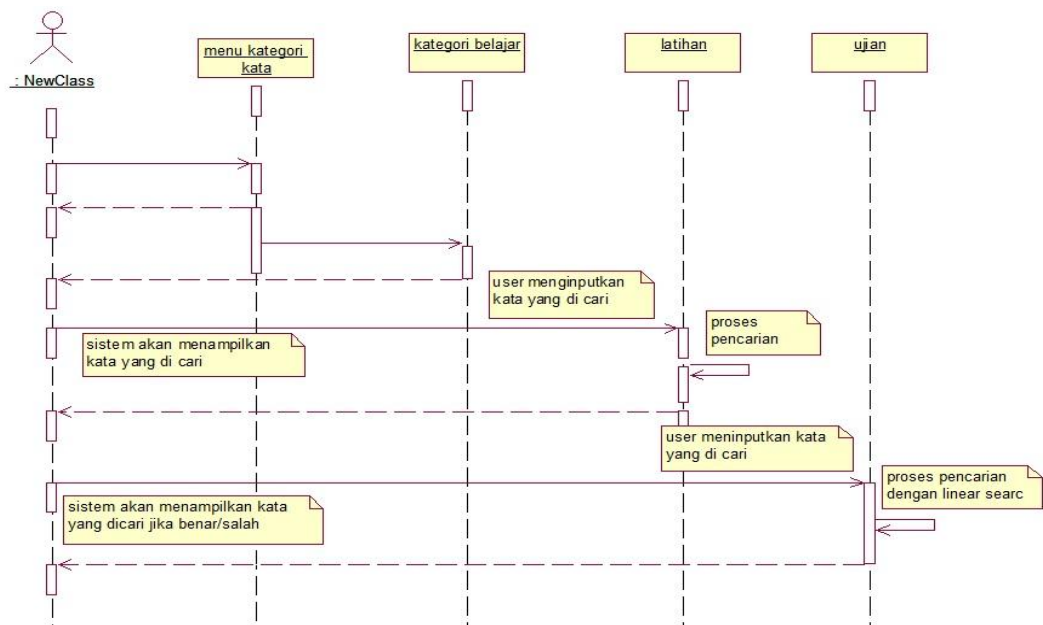 : NewClass
menu kategori
kata
kategori belajar
latihan
ujian
user menginputkan
kata yang di cari
proses
pencarian
sistem akan menampilkan
kata yang di cari
user meninputkan kata
yang di cari
proses pencarian
dengan linear searc
sistem akan menampilkan kata
yang dicari jika benar/salah